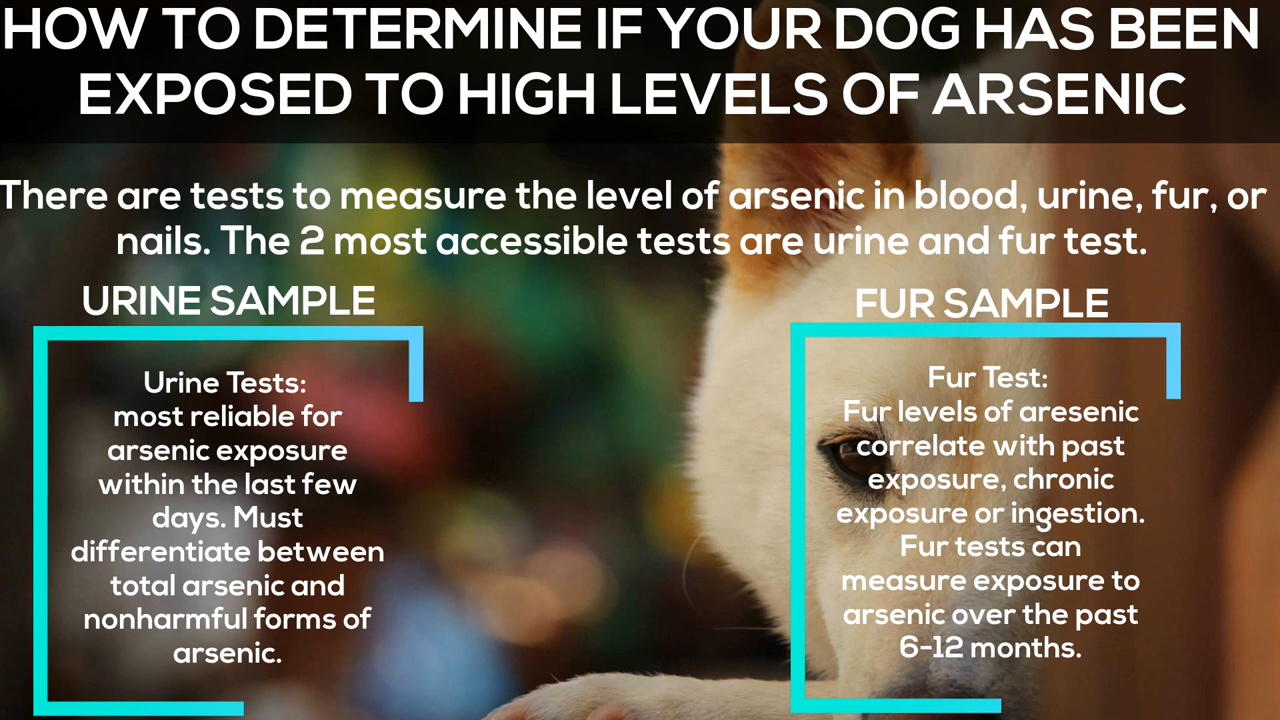 HOW TO DETERMINE IF YOUR DOG HAS BEEN
EXPOSED TO HIGH LEVELS OF ARSENIC
There are tests to measure the level of arsenic in blood, urine, fur, or
nails. The 2 most accessible tests are urine and fur test.
URINE SAMPLE
Urine Tests:
most reliable for
arsenic exposure
within the last few
days. Must
differentiate between
total arsenic and
nonharmful forms of
arsenic.
FUR SAMPLE
Fur Test:
Fur levels of aresenic
correlate with past
exposure, chronic
exposure or ingestion.
Fur tests can
measure exposure to
arsenic over the past
6-12 months.